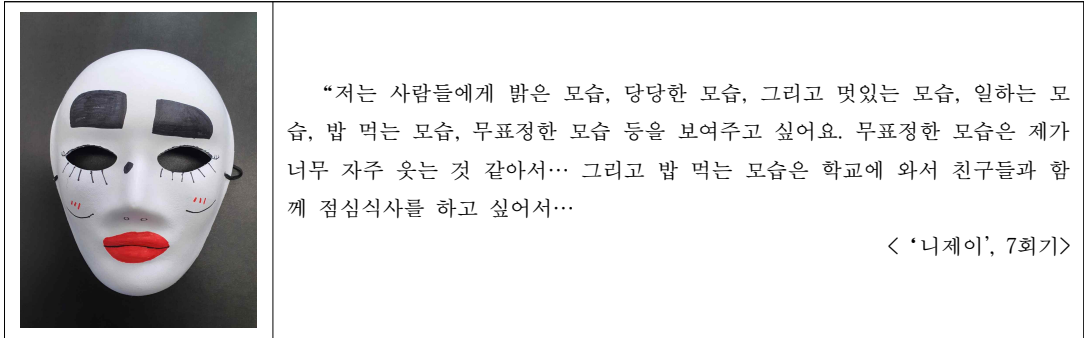 “저는 사람들에게 밝은 모습, 당당한 모습, 그리고 멋있는 모습, 일하는 모
습, 밥 먹는 모습, 무표정한 모습 등을 보여주고 싶어요. 무표정한 모습은 제가
너무 자주 웃는 것 같아서… 그리고 밥 먹는 모습은 학교에 와서 친구들과 함
께 점심식사를 하고 싶어서…
< ‘니제이’, 7회기>